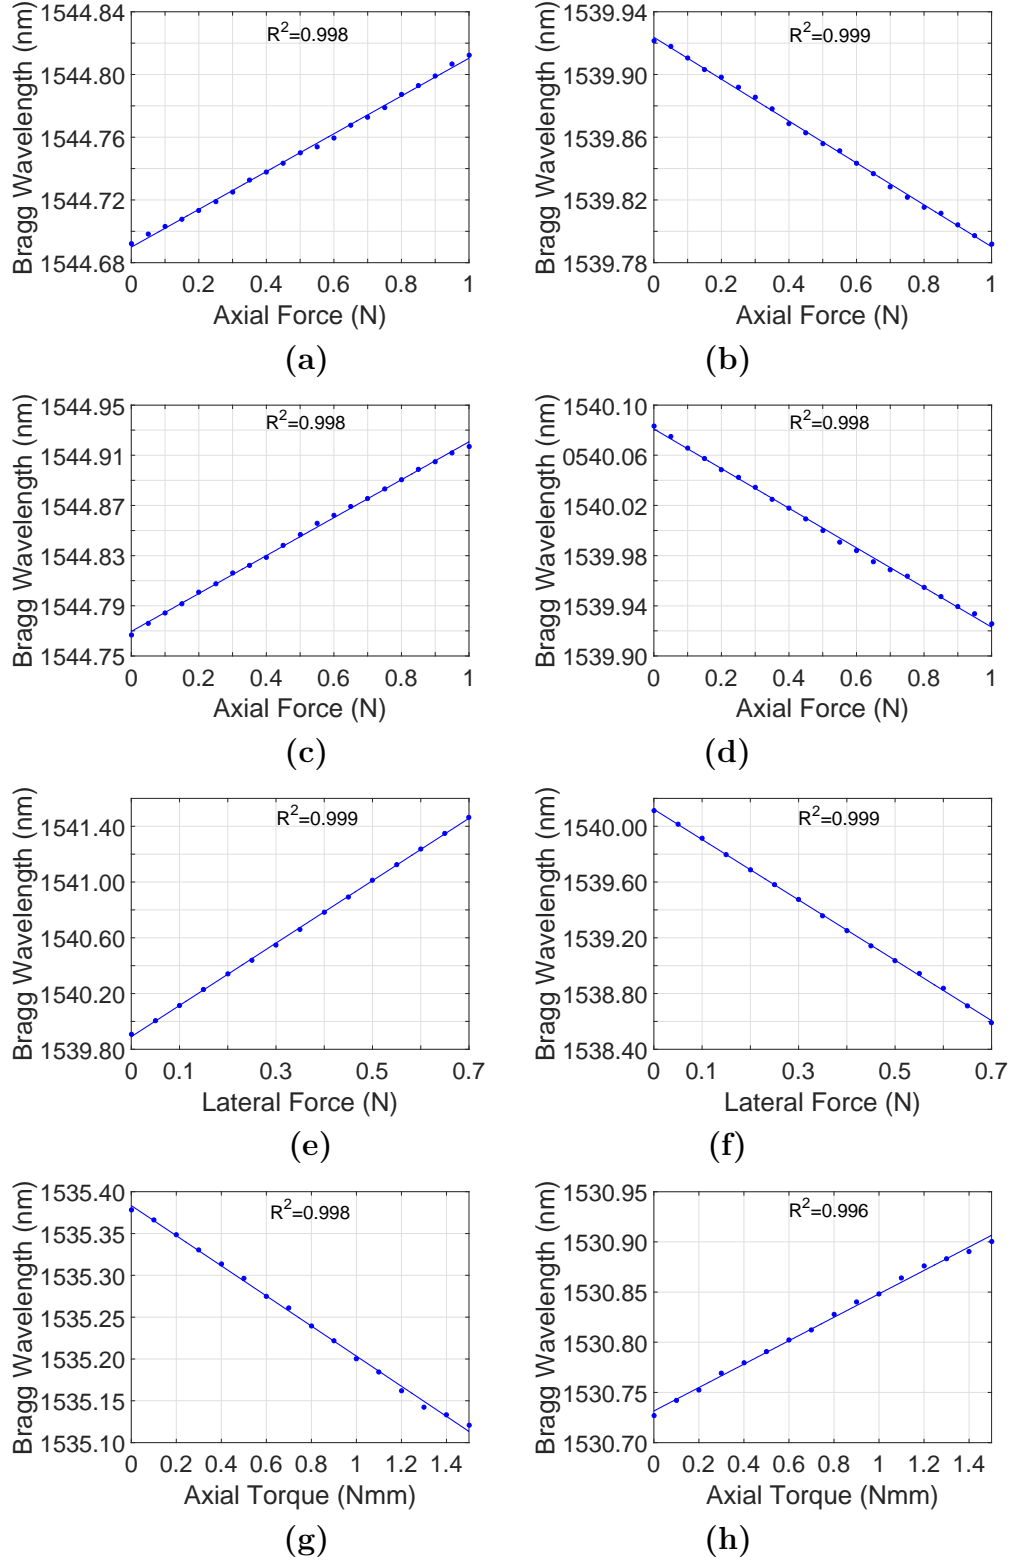 Bragg Wavelength (nm)
1544.84
1544.80
1544.76
1544.72
1544.68
R²=0.998
0 0.2 0.4 0.6 0.8 1
Axial Force (N)
(a)
Bragg Wavelength (nm)
1539.94
1539.90
1539.86
1539.82
1539.78
R²=0.999
0 0.2 0.4 0.6 0.8 1
Axial Force (N)
(b)
Bragg Wavelength (nm)
1544.95
1544.91
1544.87
1544.83
1544.79
1544.75
R²=0.998
0 0.2 0.4 0.6 0.8 1
Axial Force (N)
(c)
Bragg Wavelength (nm)
1540.10
0540.06
1540.02
1539.98
1539.94
1539.90
R²=0.998
0 0.2 0.4 0.6 0.8 1
Axial Force (N)
(d)
Bragg Wavelength (nm)
1541.40
1541.00
1540.60
1540.20
1539.80
R²=0.999
0 0.1 0.3 0.5 0.7
Lateral Force (N)
(e)
Bragg Wavelength (nm)
1540.00
1539.60
1539.20
1538.80
1538.40
R²=0.999
0 0.1 0.3 0.5 0.7
Lateral Force (N)
(f)
Bragg Wavelength (nm)
1535.40
1535.35
1535.30
1535.25
1535.20
1535.15
1535.10
R²=0.998
0 0.2 0.4 0.6 0.8 1 1.2 1.4
Axial Torque (Nmm)
(g)
Bragg Wavelength (nm)
1530.95
1530.90
1530.85
1530.80
1530.75
1530.70
R²=0.996
0 0.2 0.4 0.6 0.8 1 1.2 1.4
Axial Torque (Nmm)
(h)